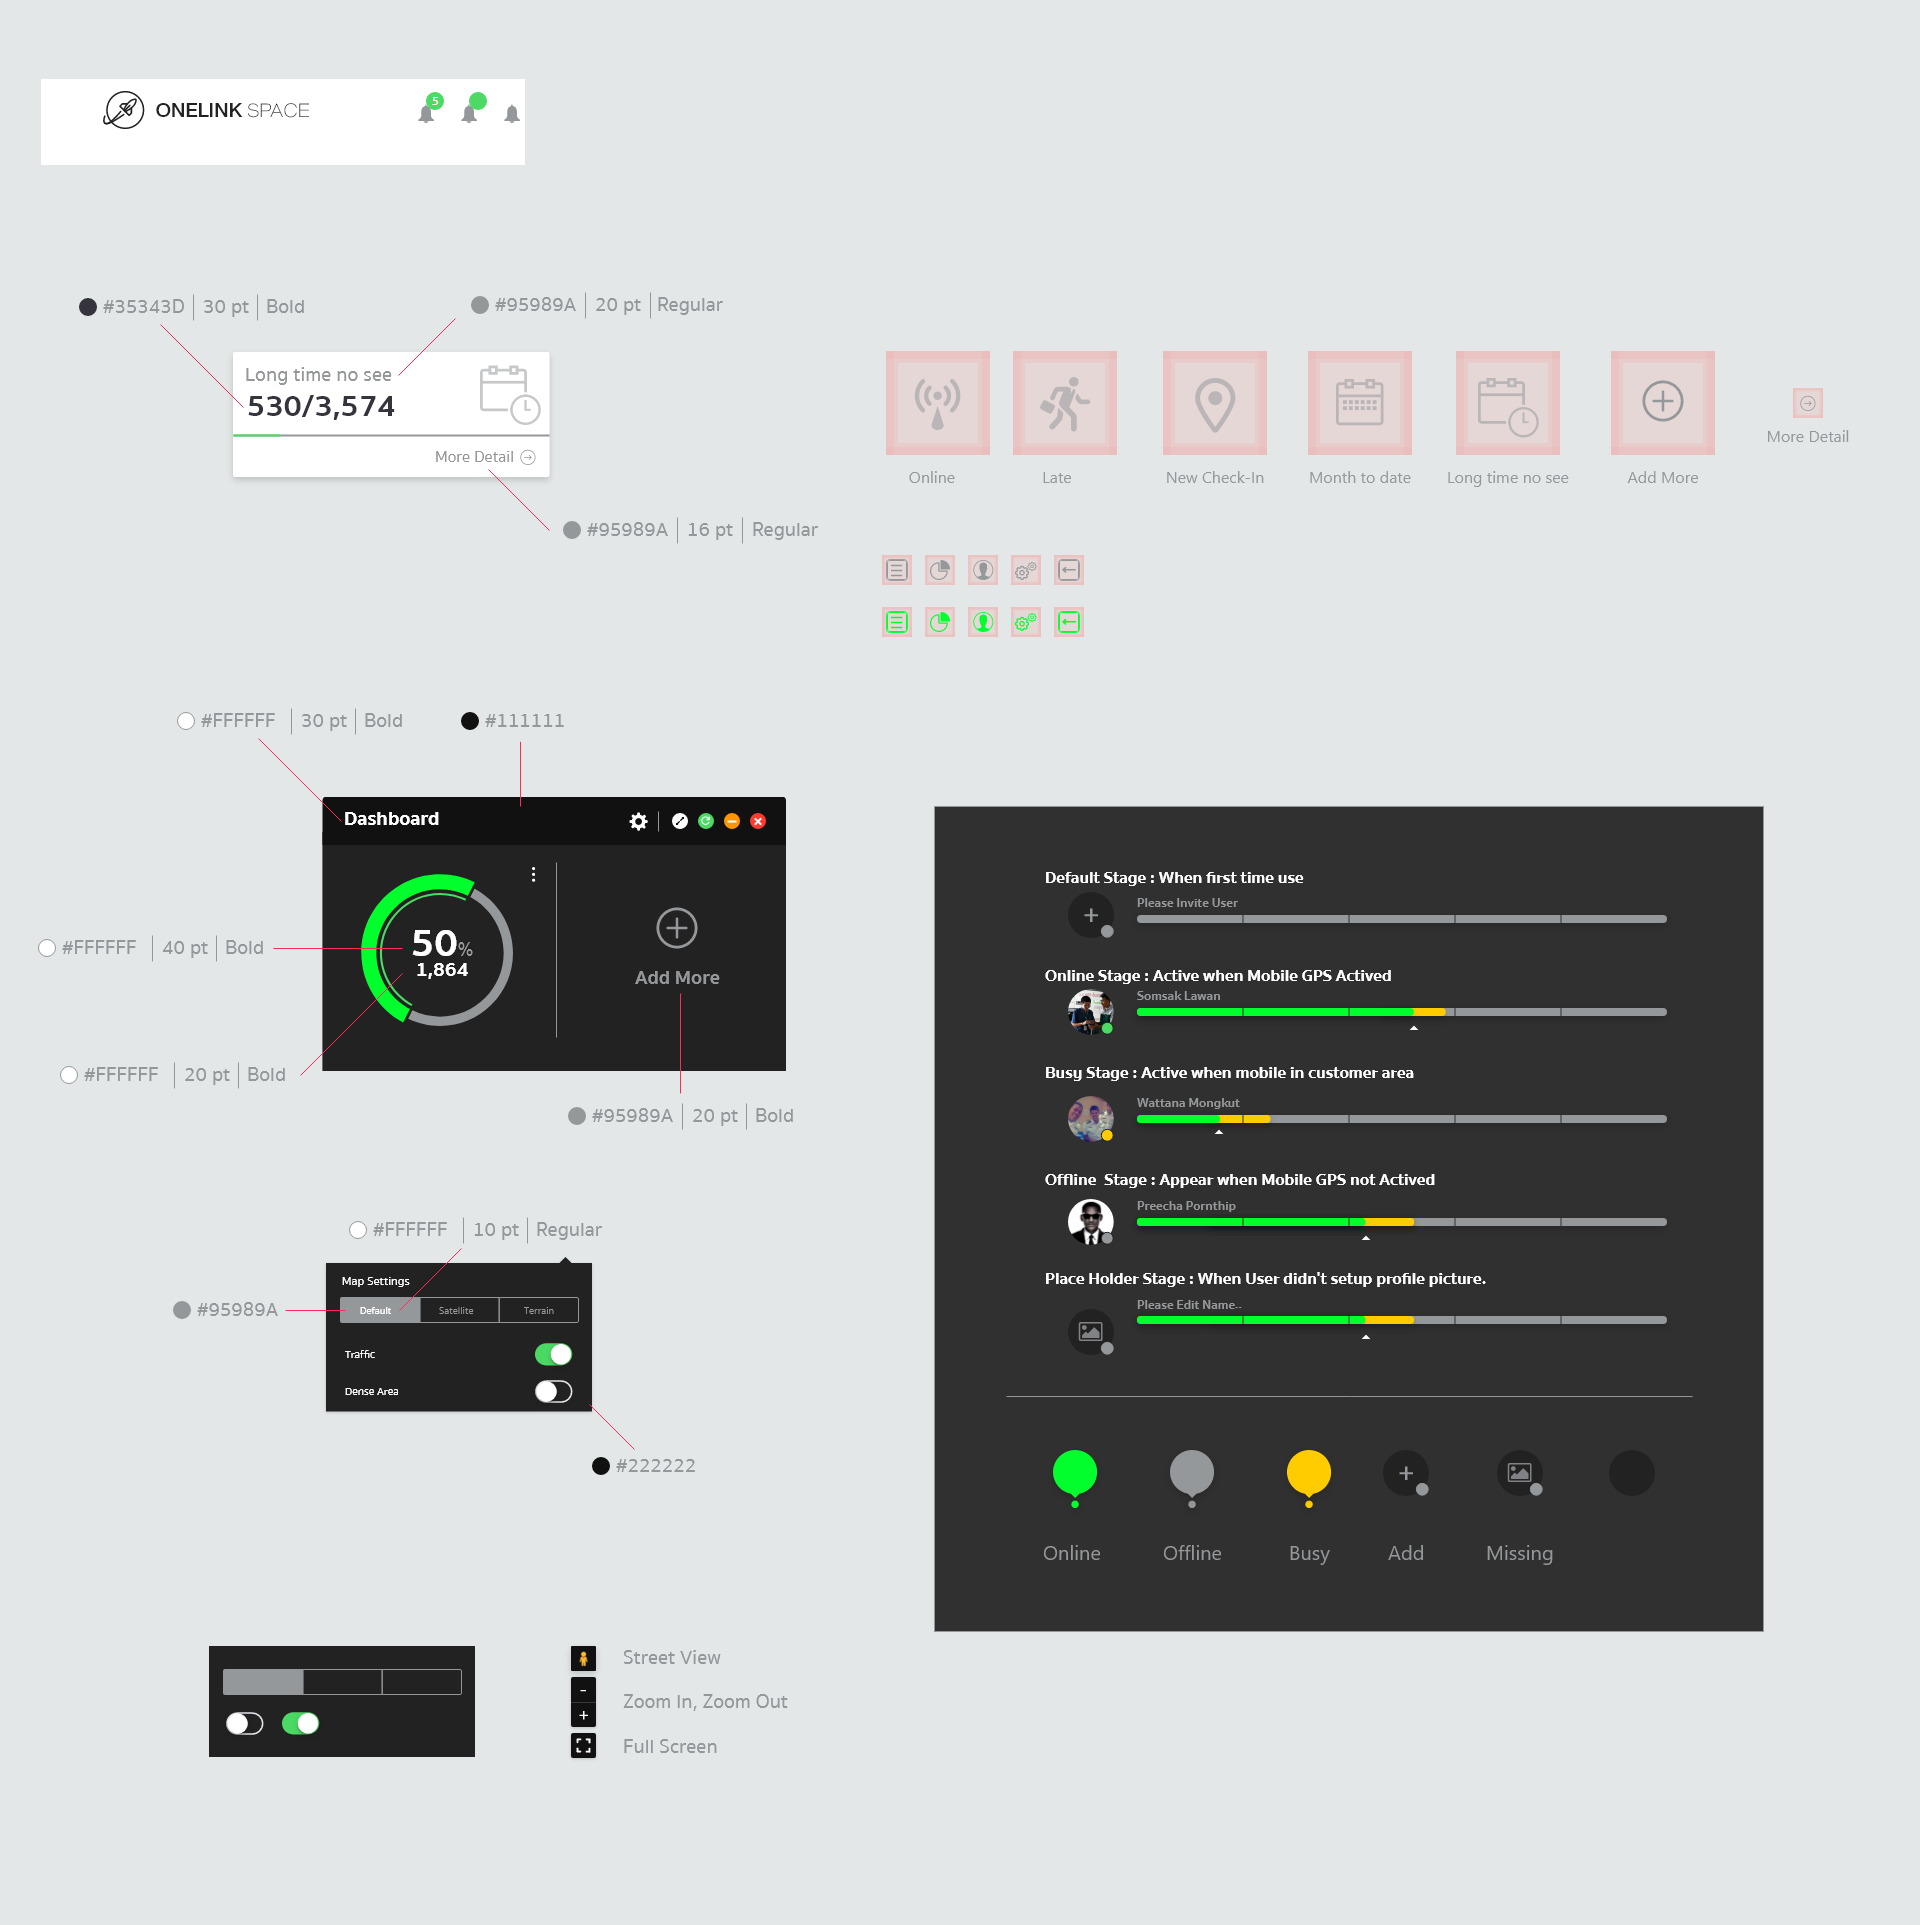 ONELINK SPACE
5
#35343D | 30 pt | Bold
#95989A | 20 pt | Regular
Long time no see
530/3,574
More Detail
#95989A | 16 pt | Regular
Online
Late
New Check-In
Month to date
Long time no see
Add More
More Detail
#FFFFFF | 30 pt | Bold
#111111
Dashboard
50%
1,864
Add More
#FFFFFF | 40 pt | Bold
#FFFFFF | 20 pt | Bold
#95989A | 20 pt | Bold
#FFFFFF | 10 pt | Regular
Map Settings
Default
Satellite
Terrain
#95989A
Traffic
Dense Area
#222222
Street View
Zoom In, Zoom Out
Full Screen
Default Stage : When first time use
Please Invite User
Online Stage : Active when Mobile GPS Actived
Somsak Lawan
Busy Stage : Active when mobile in customer area
Wattana Mongkut
Offline  Stage : Appear when Mobile GPS not Actived
Preecha Pornthip
Place Holder Stage : When User didn't setup profile picture.
Please Edit Name..
Online
Offline
Busy
Add
Missing